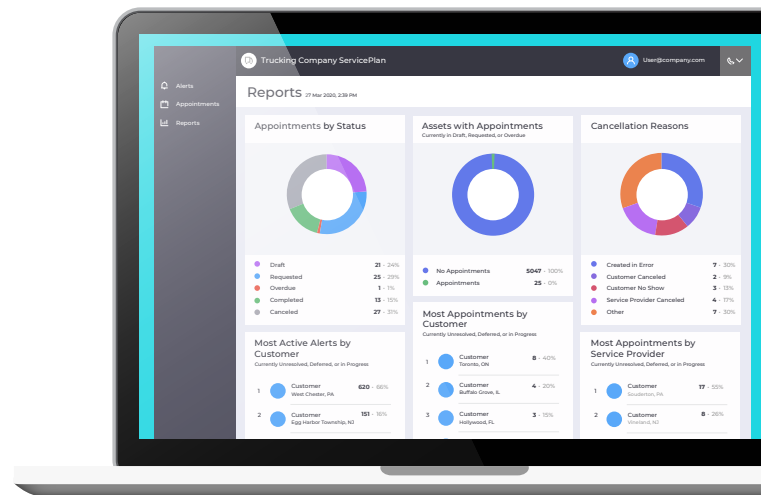 Trucking Company ServicePlan
User@company.com
Alerts
Appointments
Reports
Reports 27 Mar 2020, 2:39 PM
Appointments by Status
Draft 21 - 24%
Requested 25 - 29%
Overdue 1 - 1%
Completed 13 - 15%
Canceled 27 - 31%
Assets with Appointments
Currently in Draft, Requested, or Overdue
No Appointments 5047 - 100%
Appointments 25 - 0%
Cancellation Reasons
Created in Error 7 - 30%
Customer Canceled 2 - 9%
Customer No Show 3 - 13%
Service Provider Canceled 4 - 17%
Other 7 - 30%
Most Active Alerts by
Customer
Currently Unresolved, Deferred, or in Progress
1 Customer 620 - 66%
West Chester, PA
2 Customer 151 - 16%
Egg Harbor Township, NJ
Most Appointments by
Customer
Currently Unresolved, Deferred, or in Progress
1 Customer 8 - 40%
Toronto, ON
2 Customer 4 - 20%
Buffalo Grove, IL
3 Customer 3 - 15%
Hollywood, FL
Most Appointments by
Service Provider
Currently Unresolved, Deferred, or in Progress
1 Customer 17 - 55%
Souderton, PA
2 Customer 8 - 26%
Vineland, NJ